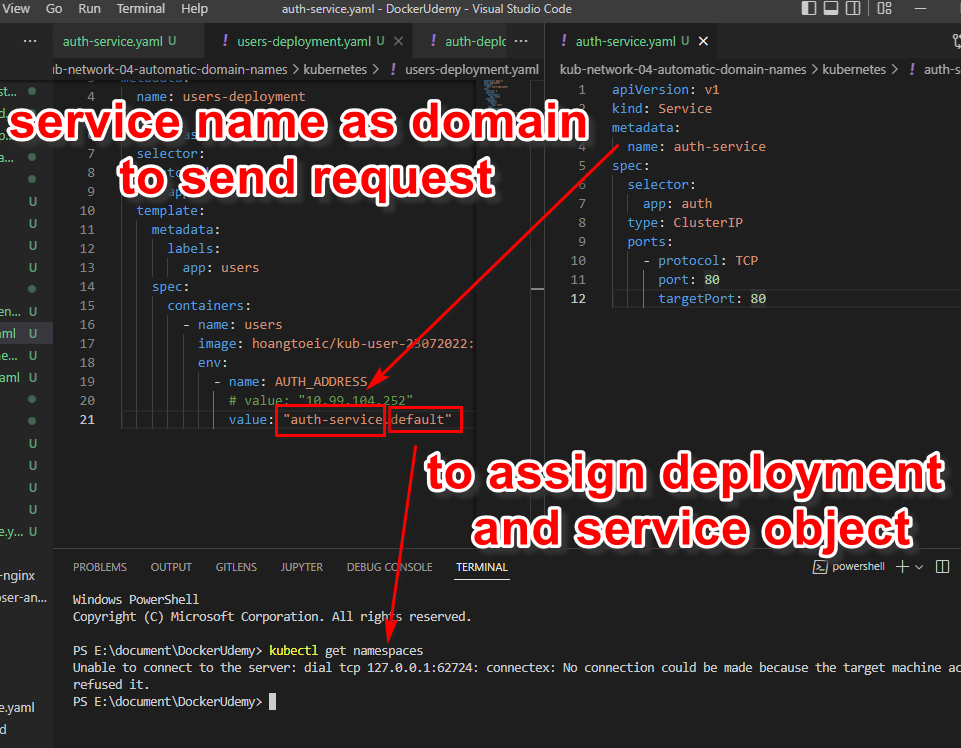 View Go Run Terminal Help
auth-service.yaml - DockerUdemy - Visual Studio Code
auth-service.yaml U
! users-deployment.yaml U
! auth-deplc
! auth-service.yaml U
ub-network-04-automatic-domain-names > kubernetes > ! users-deployment.yaml
kub-network-04-automatic-domain-names > kubernetes > ! auth-s
service name as domain
to send request
4 name: users-deployment
7 selector:
8
9
10 template:
11 metadata:
12 labels:
13 app: users
14 spec:
15 containers:
16 - name: users
17 image: hoangtoeic/kub-user-23072022:
18 env:
19 - name: AUTH_ADDRESS
20 # value: "10.99.104.252"
21 value: "auth-service.default"
1 apiVersion: v1
2 kind: Service
3 metadata:
4 name: auth-service
5 spec:
6 selector:
7 app: auth
8 type: ClusterIP
9 ports:
10 - protocol: TCP
11 port: 80
12 targetPort: 80
to assign deployment
and service object
PROBLEMS OUTPUT GITLENS JUPYTER DEBUG CONSOLE TERMINAL
powershell
Windows PowerShell
Copyright (C) Microsoft Corporation. All rights reserved.
PS E:\document\DockerUdemy> kubectl get namespaces
Unable to connect to the server: dial tcp 127.0.0.1:62724: connectex: No connection could be made because the target machine ac
refused it.
PS E:\document\DockerUdemy>
-nginx
oser-an...
e.yaml
d